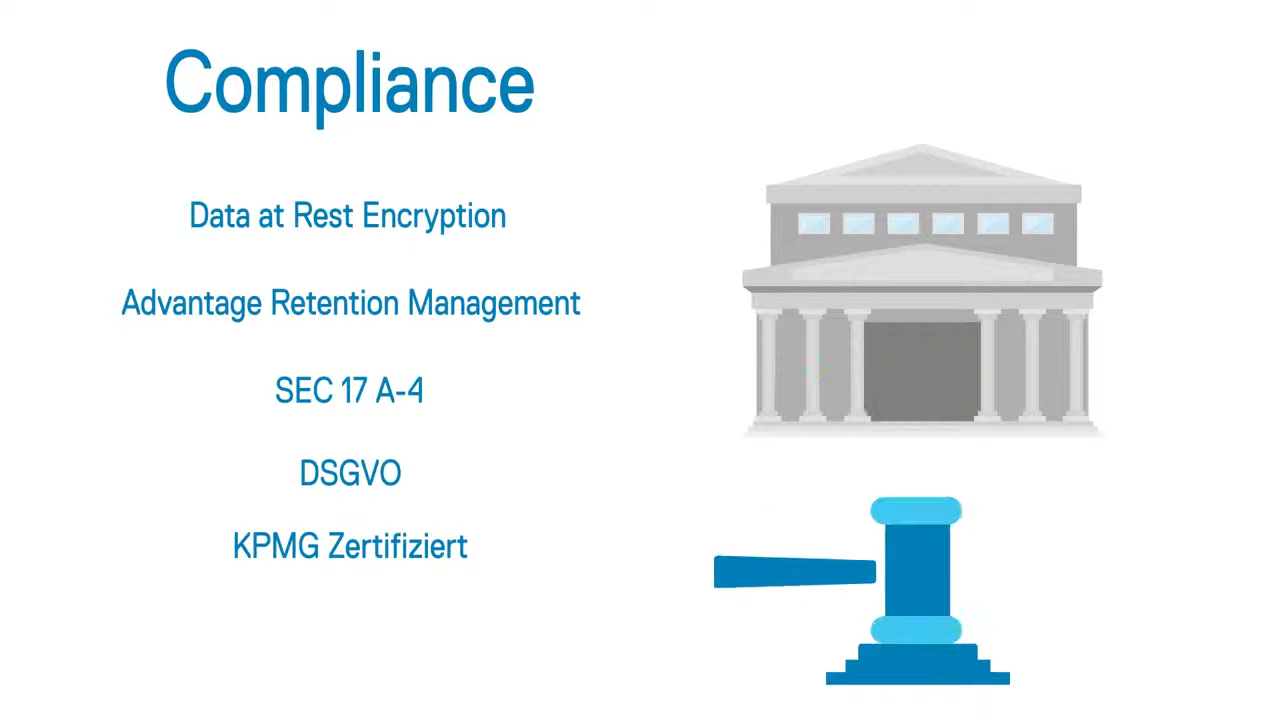 Compliance
Data at Rest Encryption
Advantage Retention Management
SEC 17 A-4
DSGVO
KPMG Zertifiziert